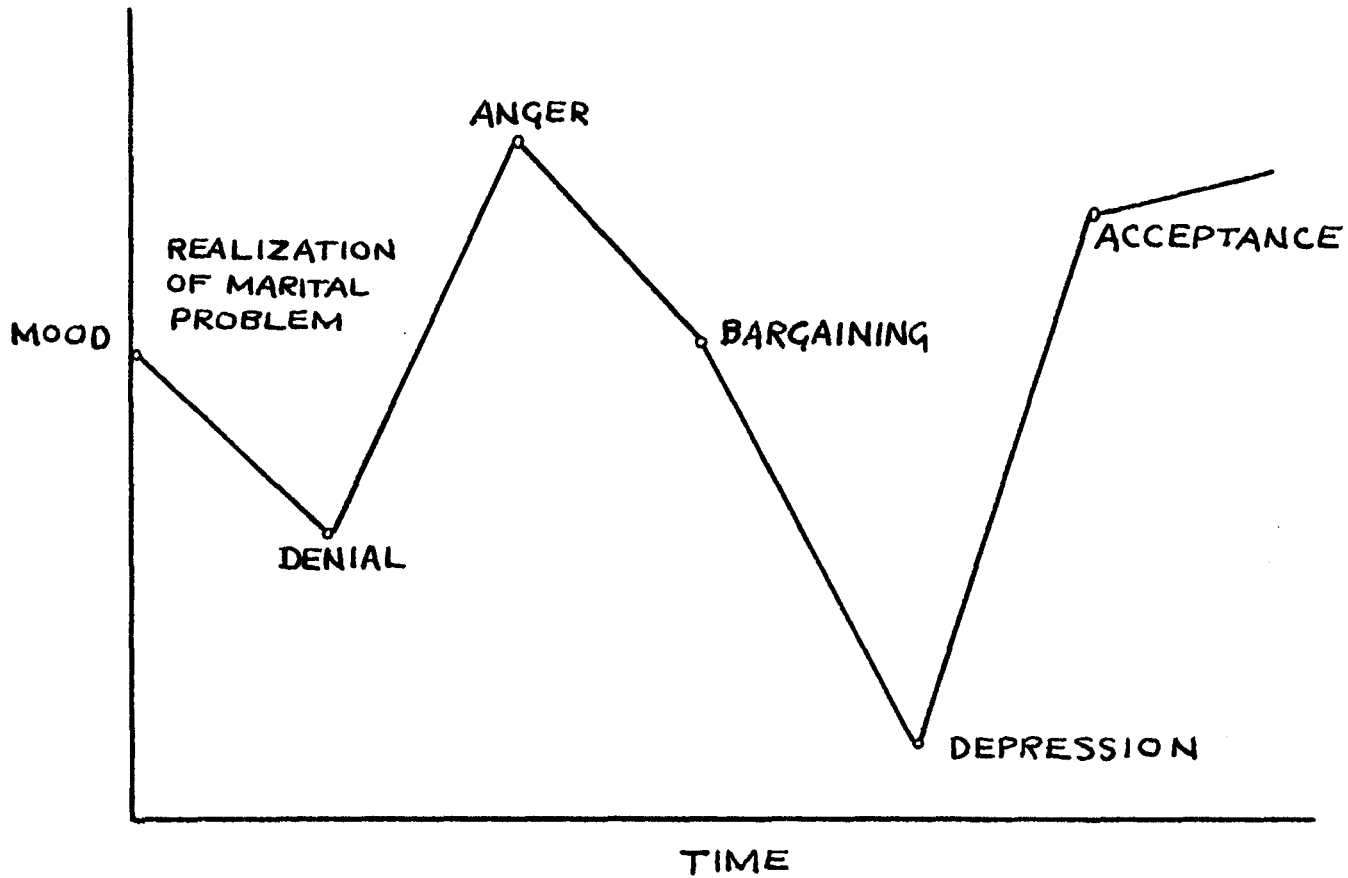 ANGER
REALIZATION
OF MARITAL
PROBLEM
MOOD
ACCEPTANCE
BARGAINING
DENIAL
DEPRESSION
TIME